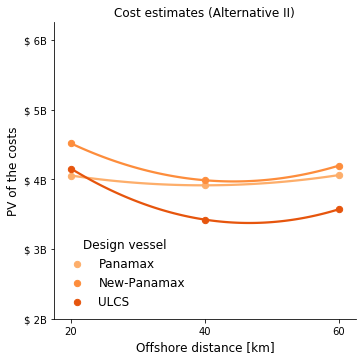 Cost estimates (Alternative II)
$ 6B
$ 5B
$ 4B
$ 3B
$ 2B
PV of the costs
Design vessel
Panamax
New-Panamax
ULCS
20
40
60
Offshore distance [km]